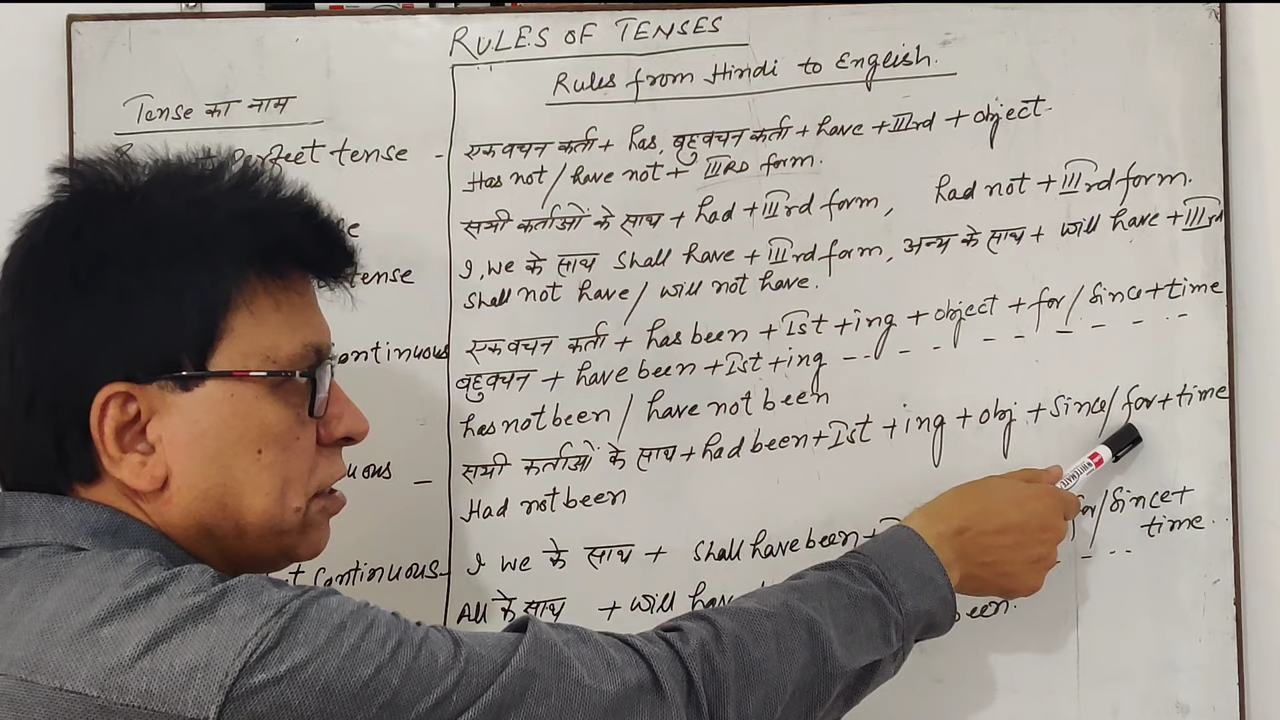 RULES OF TENSES
Rules from Hindi to English.
Tense का नाम
Perfect tense - एक वचन कर्ता + has, बहुवचन कर्ता + have + IIIrd + object
Has not / have not + IIIRD form.
सभी कर्ताओं के साथ + had + IIIrd form, had not + IIIrd form.
tense I, we के साथ shall have + IIIrd form, अन्य के साथ + will have + IIIrd
shall not have / will not have.
एक वचन कर्ता + has been + Ist + ing + object + for / Since + time
बहुवचन + have been + Ist + ing - - - - - - - - - -
has not been / have not been
सभी कर्ताओं के साथ + had been + Ist + ing + obj + Since / for + time
Had not been
I we के साथ + shall have been + / Since +
time..
All के साथ + will